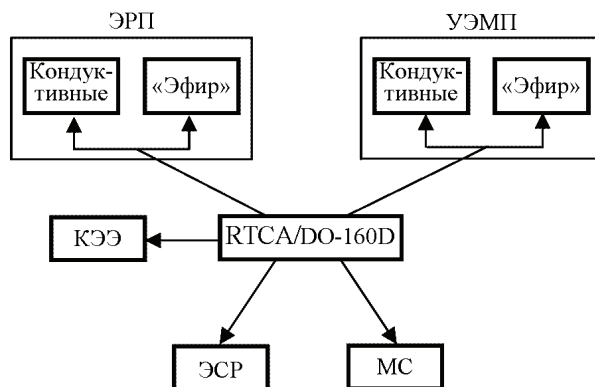 ЭРП
УЭМП
Кондук-
тивные
«Эфир»
Кондук-
тивные
«Эфир»
КЭЭ
RTCA/DO-160D
ЭСР
МС